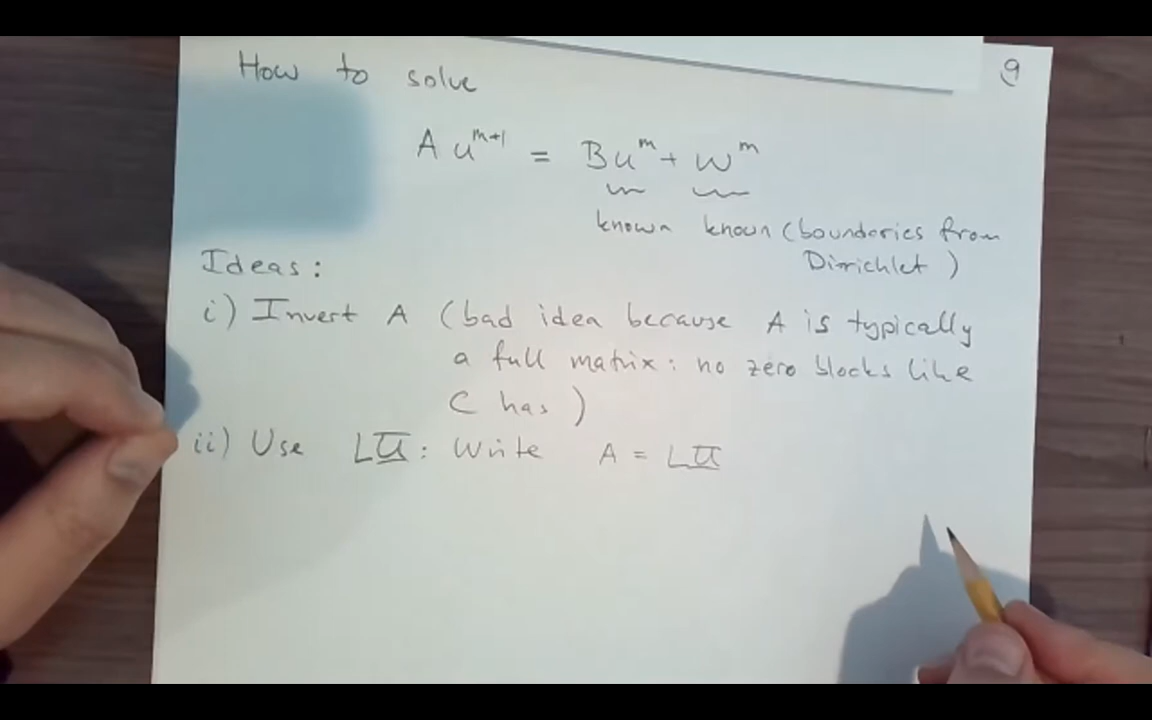 9
How to solve
A u^{m+1} = Bu^m + w^m
known known (boundaries from
Dirichlet )
Ideas:
i) Invert A (bad idea because A is typically
a full matrix: no zero blocks like
C has )
ii) Use LU: Write A = LU